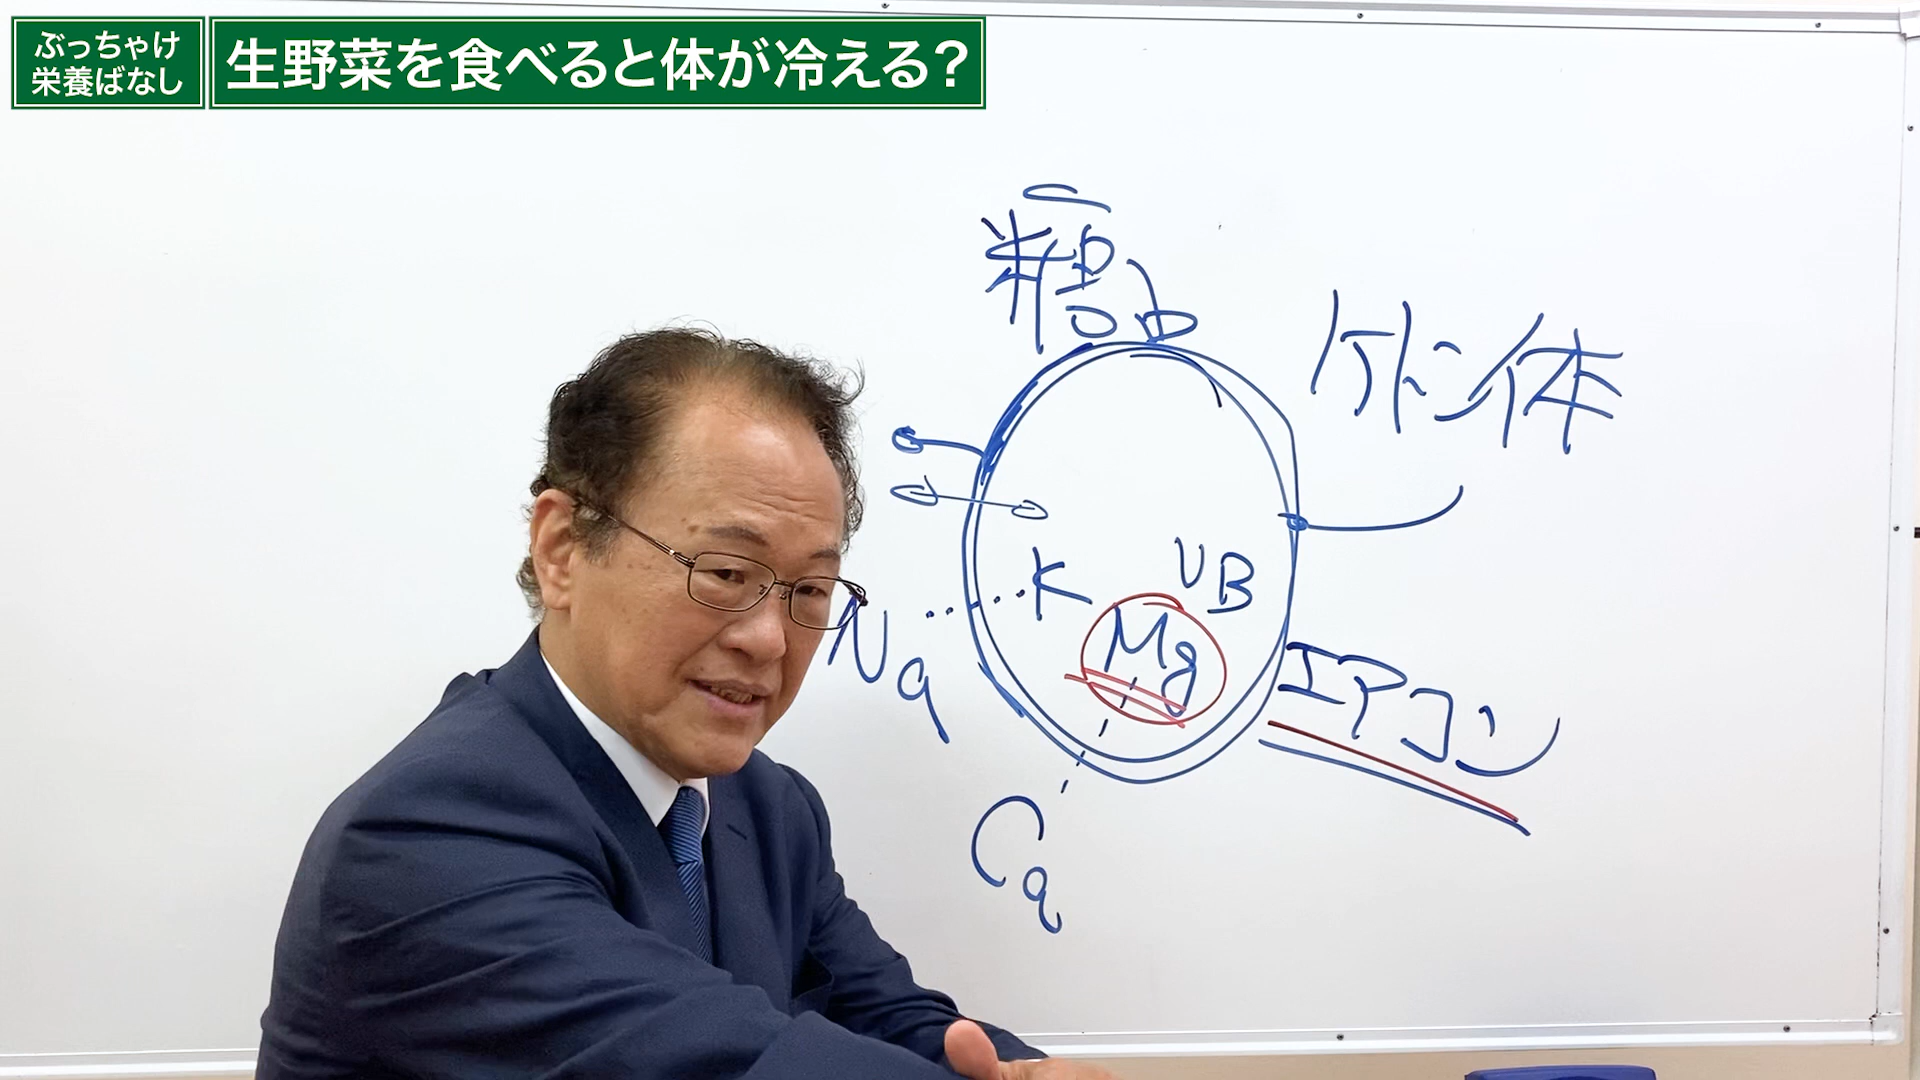 ぶっちゃけ
栄養ばなし
生野菜を食べると体が冷える?
糖
ケトン体
K
VB
Na
Mg
エアコン
Ca